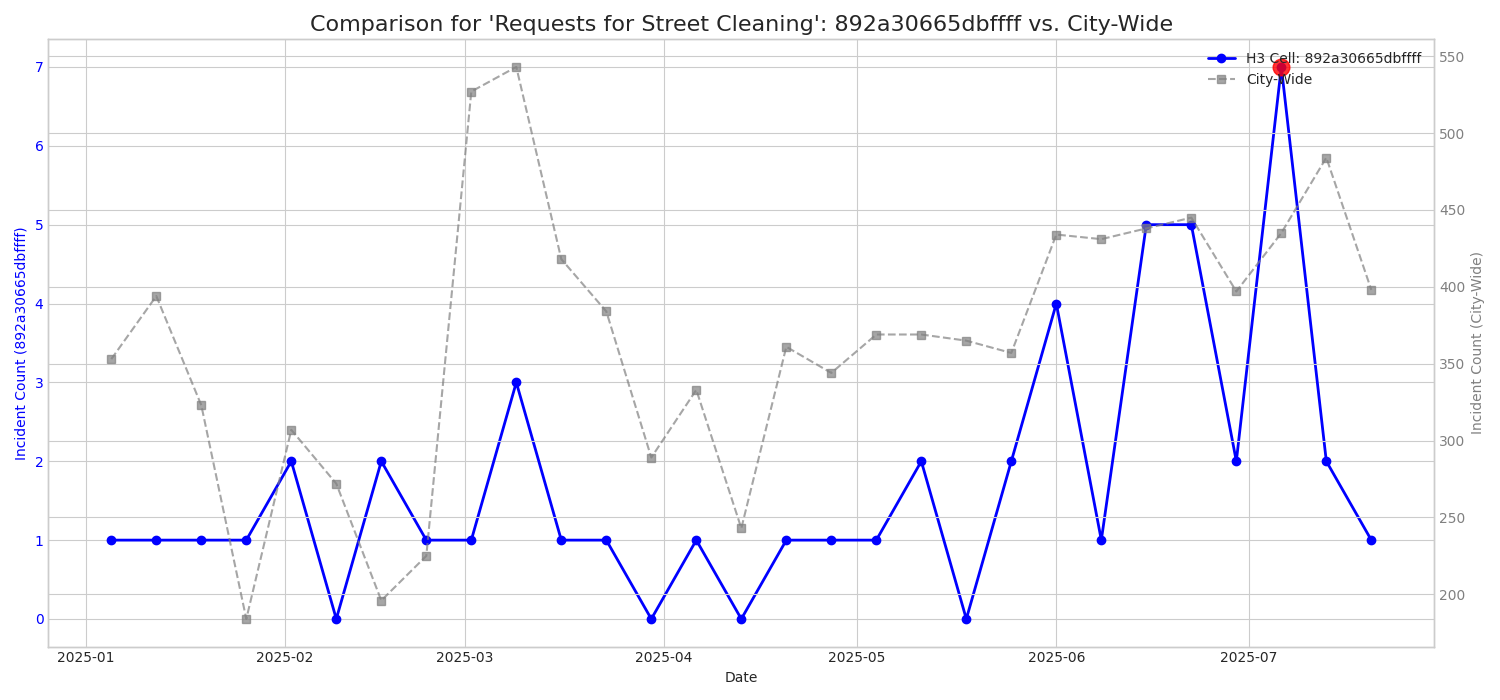 Comparison for 'Requests for Street Cleaning': 892a30665dbffff vs. City-Wide
H3 Cell: 892a30665dbffff
City-Wide
Incident Count (892a30665dbffff)
7
6
5
4
3
2
1
0
550
500
450
400
350
300
250
200
Incident Count (City-Wide)
2025-01 2025-02 2025-03 2025-04 2025-05 2025-06 2025-07
Date